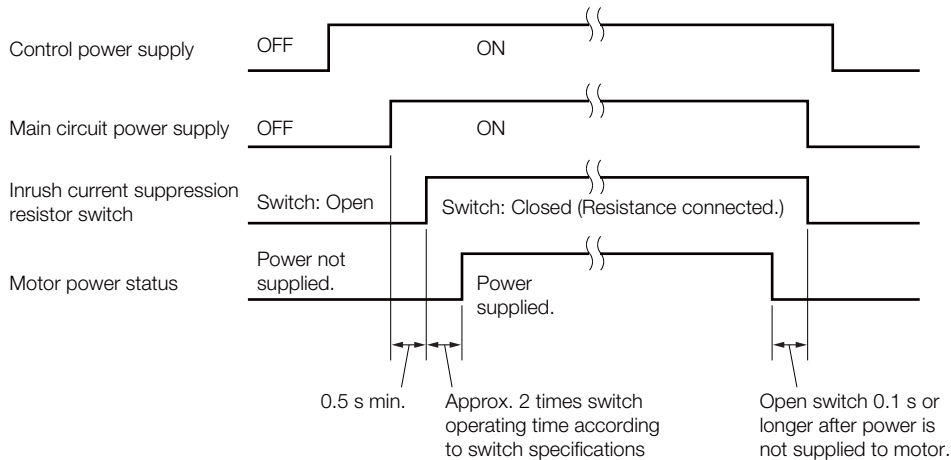 Control power supply
OFF
ON
Main circuit power supply
OFF
ON
Inrush current suppression
resistor switch
Switch: Open
Switch: Closed (Resistance connected.)
Motor power status
Power not
supplied.
Power
supplied.
0.5 s min.
Approx. 2 times switch
operating time according
to switch specifications
Open switch 0.1 s or
longer after power is
not supplied to motor.